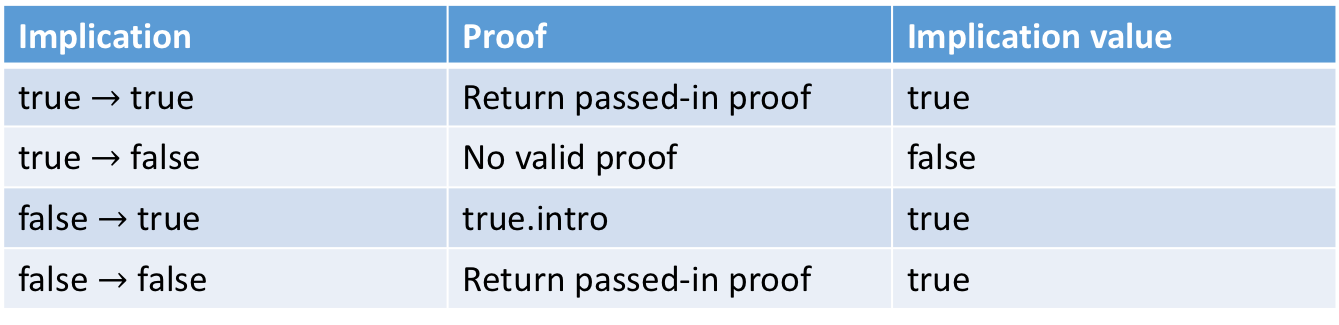 Implication Proof Implication value
true → true Return passed-in proof true
true → false No valid proof false
false → true true.intro true
false → false Return passed-in proof true